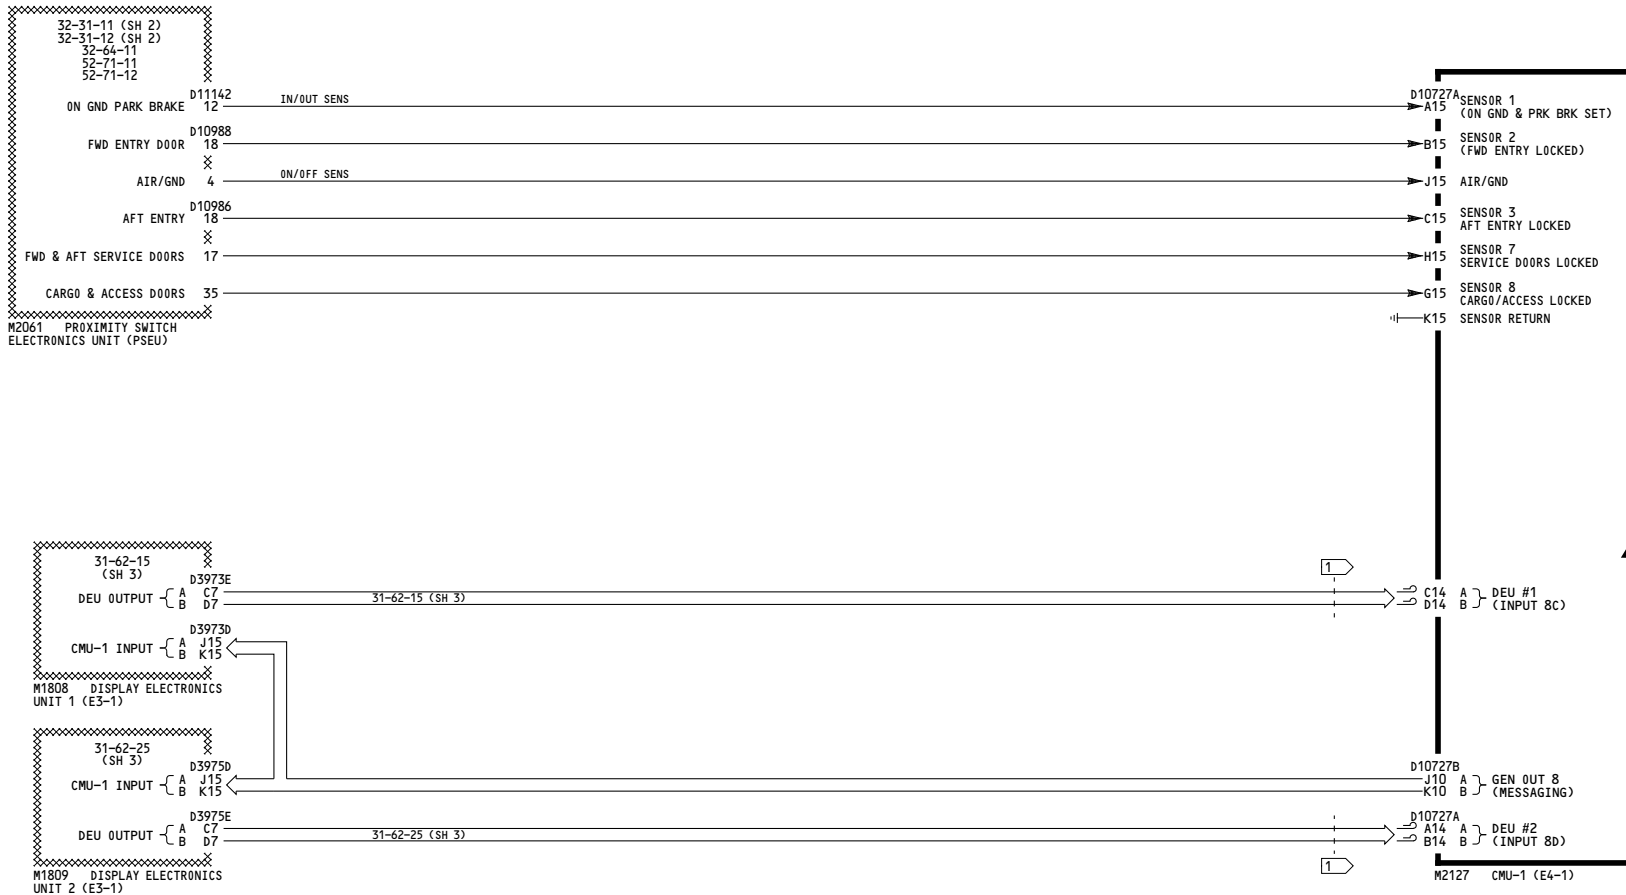 32-31-11 (SH 2)
32-31-12 (SH 2)
32-64-11
52-71-11
52-71-12
D11142
ON GND PARK BRAKE 12
IN/OUT SENS
D10727A
A15 SENSOR 1
(ON GND & PRK BRK SET)
D10988
FWD ENTRY DOOR 18
B15 SENSOR 2
(FWD ENTRY LOCKED)
AIR/GND 4
ON/OFF SENS
J15 AIR/GND
D10986
AFT ENTRY 18
C15 SENSOR 3
AFT ENTRY LOCKED
FWD & AFT SERVICE DOORS 17
H15 SENSOR 7
SERVICE DOORS LOCKED
CARGO & ACCESS DOORS 35
G15 SENSOR 8
CARGO/ACCESS LOCKED
K15 SENSOR RETURN
M2061 PROXIMITY SWITCH
ELECTRONICS UNIT (PSEU)
31-62-15
(SH 3)
D3973E
DEU OUTPUT A C7
B D7
31-62-15 (SH 3)
1
C14 A DEU #1
D14 B (INPUT 8C)
D3973D
CMU-1 INPUT A J15
B K15
M1808 DISPLAY ELECTRONICS
UNIT 1 (E3-1)
31-62-25
(SH 3)
D3975D
CMU-1 INPUT A J15
B K15
D10727B
J10 A GEN OUT 8
K10 B (MESSAGING)
D3975E
DEU OUTPUT A C7
B D7
31-62-25 (SH 3)
1
D10727A
A14 A DEU #2
B14 B (INPUT 8D)
M1809 DISPLAY ELECTRONICS
UNIT 2 (E3-1)
M2127 CMU-1 (E4-1)